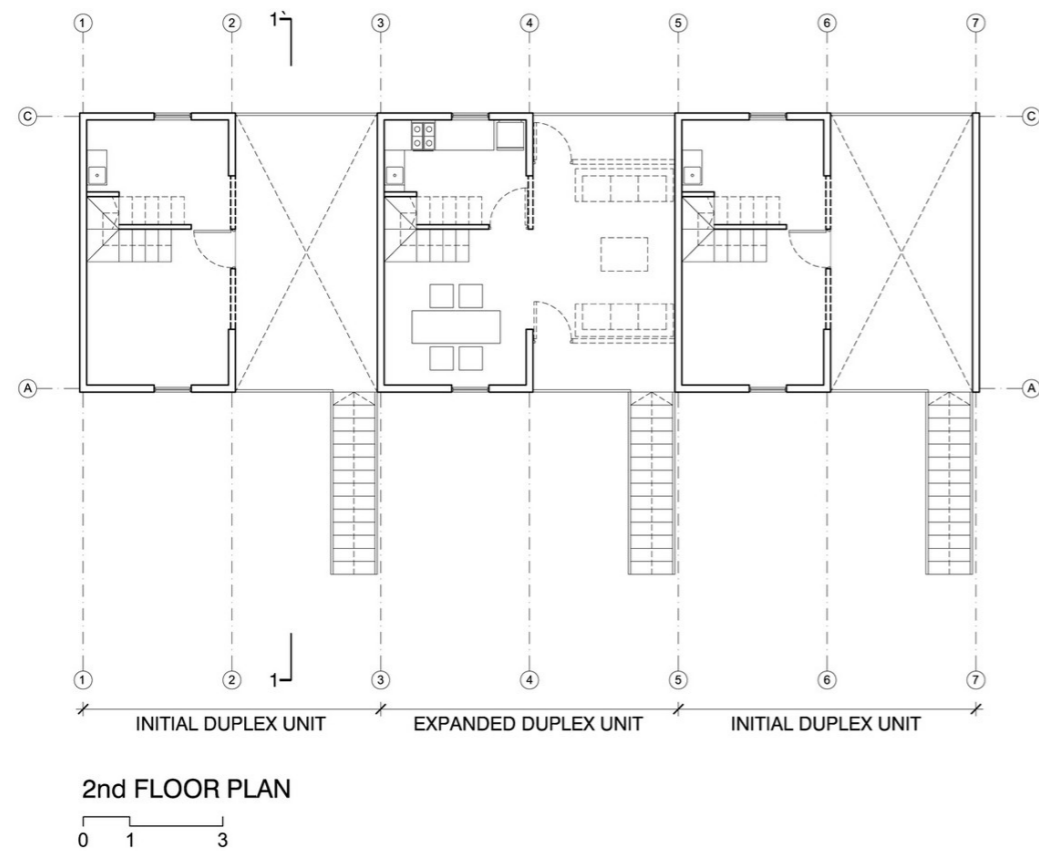 1 2 1` 3 4 5 6 7
C C
A A
1 2 1 3 4 5 6 7
INITIAL DUPLEX UNIT EXPANDED DUPLEX UNIT INITIAL DUPLEX UNIT
2nd FLOOR PLAN
0 1 3